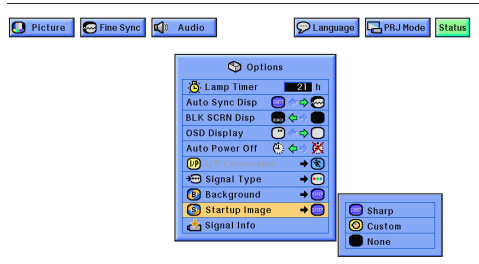 Picture
Fine Sync
Audio
Language
PRJ Mode
Status
Options
Lamp Timer 21 h
Auto Sync Disp
BLK SCRN Disp
OSD Display
Auto Power Off
I/P Conversion
Signal Type
Background
Startup Image
Signal Info
Sharp
Custom
None